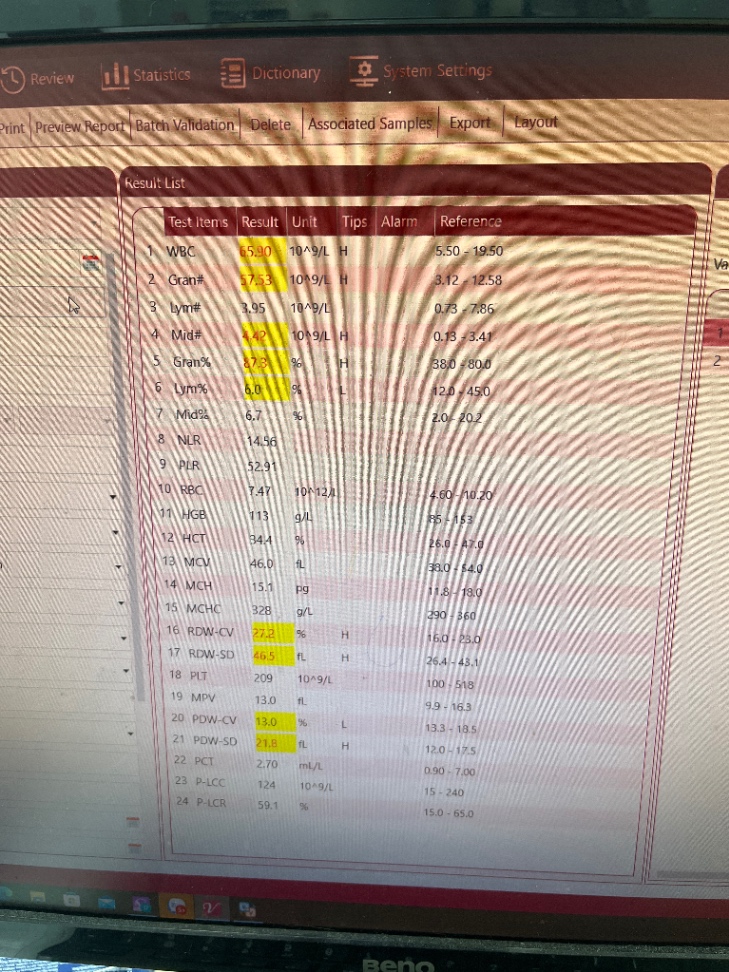 Review Statistics Dictionary System Settings
Print Preview Report Batch Validation Delete Associated Samples Export Layout
Result List
Test Items Result Unit Tips Alarm Reference
1 WBC 65.90 10^9/L H 5.50 - 19.50
2 Gran# 57.53 10^9/L H 3.12 - 12.58
3 Lym# 3.95 10^9/L 0.73 - 7.86
4 Mid# 4.42 10^9/L H 0.13 - 3.41
5 Gran% 87.3 % H 38.0 - 80.0
6 Lym% 6.0 % L 12.0 - 45.0
7 Mid% 6.7 % 2.0 - 20.2
8 NLR 14.56
9 PLR 52.91
10 RBC 7.47 10^12/L 4.60 - 10.20
11 HGB 113 g/L 85 - 153
12 HCT 34.4 % 26.0 - 47.0
13 MCV 46.0 fL 38.0 - 54.0
14 MCH 15.1 pg 11.8 - 18.0
15 MCHC 328 g/L 290 - 360
16 RDW-CV 27.2 % H 16.0 - 23.0
17 RDW-SD 46.5 fL H 26.4 - 43.1
18 PLT 209 10^9/L 100 - 518
19 MPV 13.0 fL 9.9 - 16.3
20 PDW-CV 13.0 % L 13.3 - 18.5
21 PDW-SD 21.8 fL H 12.0 - 17.5
22 PCT 2.70 mL/L 0.90 - 7.00
23 P-LCC 124 10^9/L 15 - 240
24 P-LCR 59.1 % 15.0 - 65.0
Va
1
2
BenQ